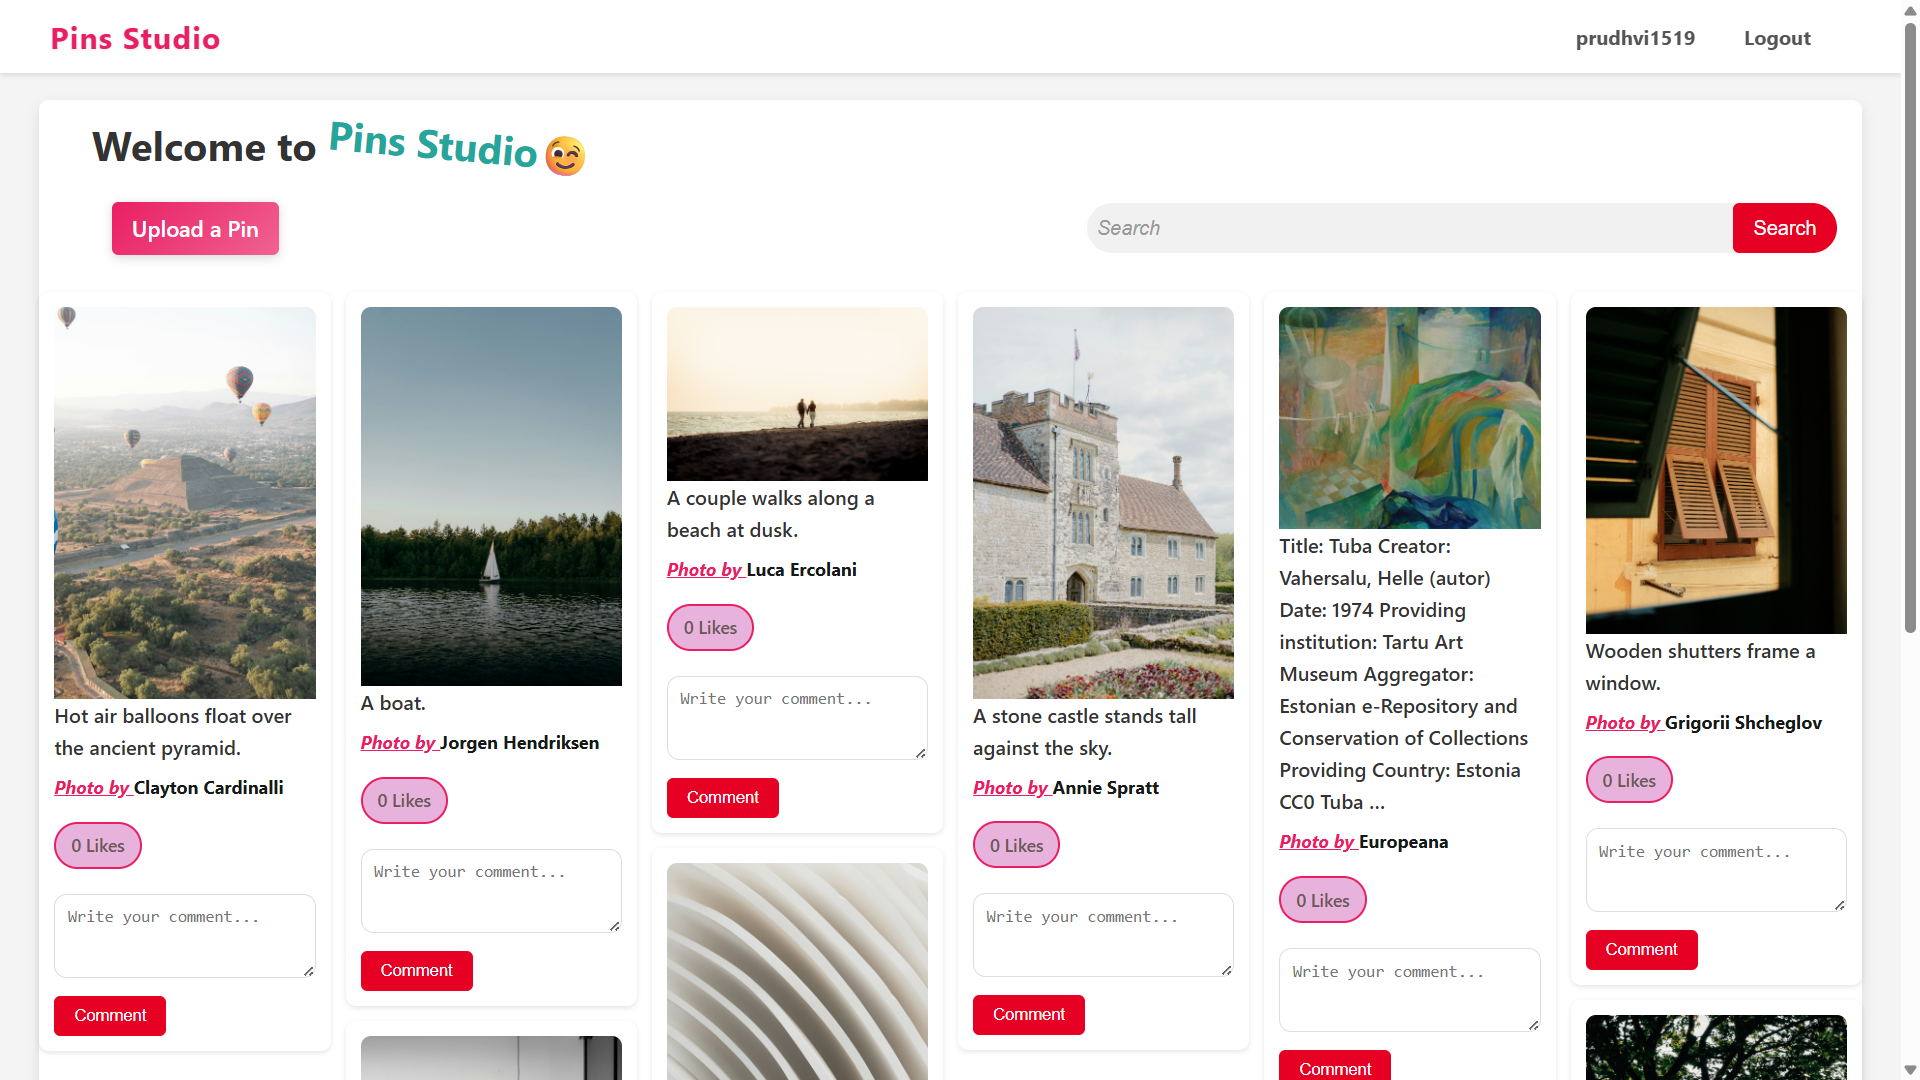 Pins Studio
prudhvi1519
Logout
Welcome to Pins Studio
Upload a Pin
Search
Search
Hot air balloons float over
the ancient pyramid.
Photo by Clayton Cardinalli
0 Likes
Write your comment...
Comment
A boat.
Photo by Jorgen Hendriksen
0 Likes
Write your comment...
Comment
A couple walks along a
beach at dusk.
Photo by Luca Ercolani
0 Likes
Write your comment...
Comment
A stone castle stands tall
against the sky.
Photo by Annie Spratt
0 Likes
Write your comment...
Comment
Title: Tuba Creator:
Vahersalu, Helle (autor)
Date: 1974 Providing
institution: Tartu Art
Museum Aggregator:
Estonian e-Repository and
Conservation of Collections
Providing Country: Estonia
CC0 Tuba ...
Photo by Europeana
0 Likes
Write your comment...
Comment
Wooden shutters frame a
window.
Photo by Grigorii Shcheglov
0 Likes
Write your comment...
Comment